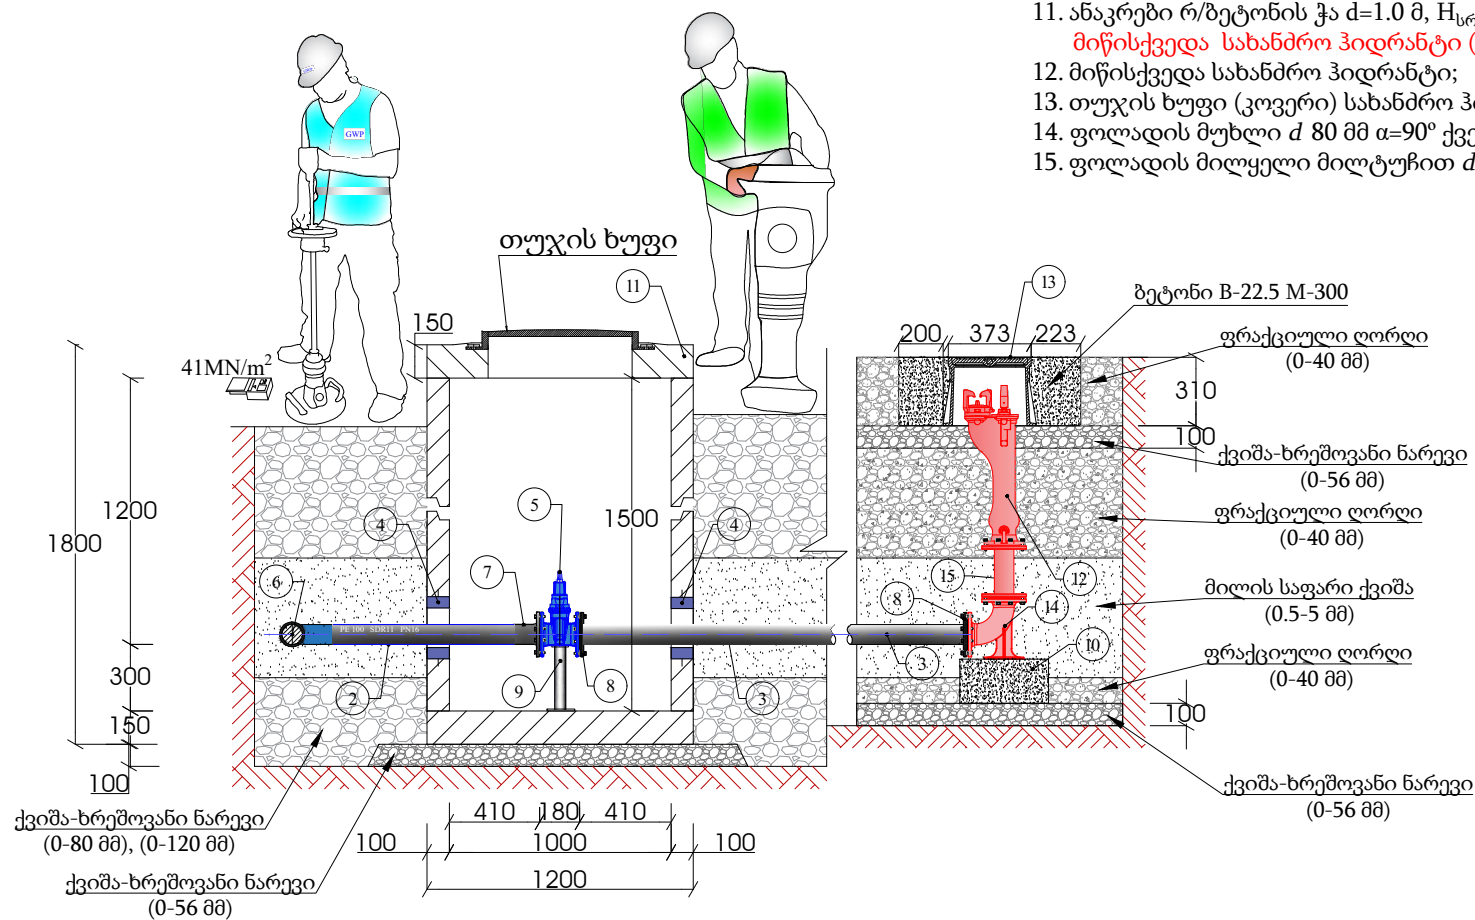 11. ანაკრები რ/ბეტონის ჭა d=1.0 მ, Hსრ
მიწისქვედა სახანძრო ჰიდრანტი (
12. მიწისქვედა სახანძრო ჰიდრანტი;
13. თუჯის ხუფი (კოვერი) სახანძრო ჰი
14. ფოლადის მუხლი d 80 მმ α=90º ქვე
15. ფოლადის მილყელი მილტუჩით d
GWP
თუჯის ხუფი
11
13
ბეტონი B-22.5 M-300
150
200 373 223
ფრაქციული ღორღი
(0-40 მმ)
41MN/m²
310
100
ქვიშა-ხრეშოვანი ნარევი
(0-56 მმ)
1200
1800
1500
5
4
4
ფრაქციული ღორღი
(0-40 მმ)
7
6
15
12
8
14
მილის საფარი ქვიშა
(0.5-5 მმ)
PE 100 SDR11 PN16
10
3
300
2
9
8
3
ფრაქციული ღორღი
(0-40 მმ)
150
100
100
ქვიშა-ხრეშოვანი ნარევი
(0-56 მმ)
ქვიშა-ხრეშოვანი ნარევი
(0-80 მმ), (0-120 მმ)
410 180 410
100 1000 100
1200
ქვიშა-ხრეშოვანი ნარევი
(0-56 მმ)